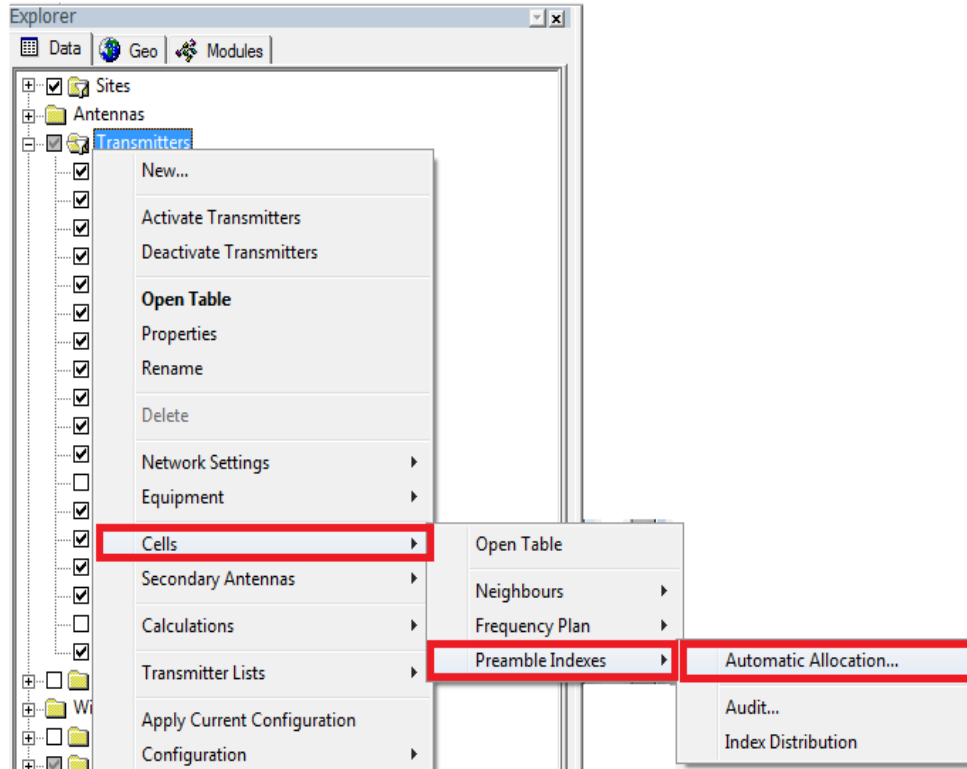 Explorer
Data Geo Modules
Sites
Antennas
Transmitters
New...
Activate Transmitters
Deactivate Transmitters
Open Table
Properties
Rename
Delete
Network Settings
Equipment
Cells
Secondary Antennas
Calculations
Transmitter Lists
Wi
Apply Current Configuration
Configuration
Open Table
Neighbours
Frequency Plan
Preamble Indexes
Automatic Allocation...
Audit...
Index Distribution